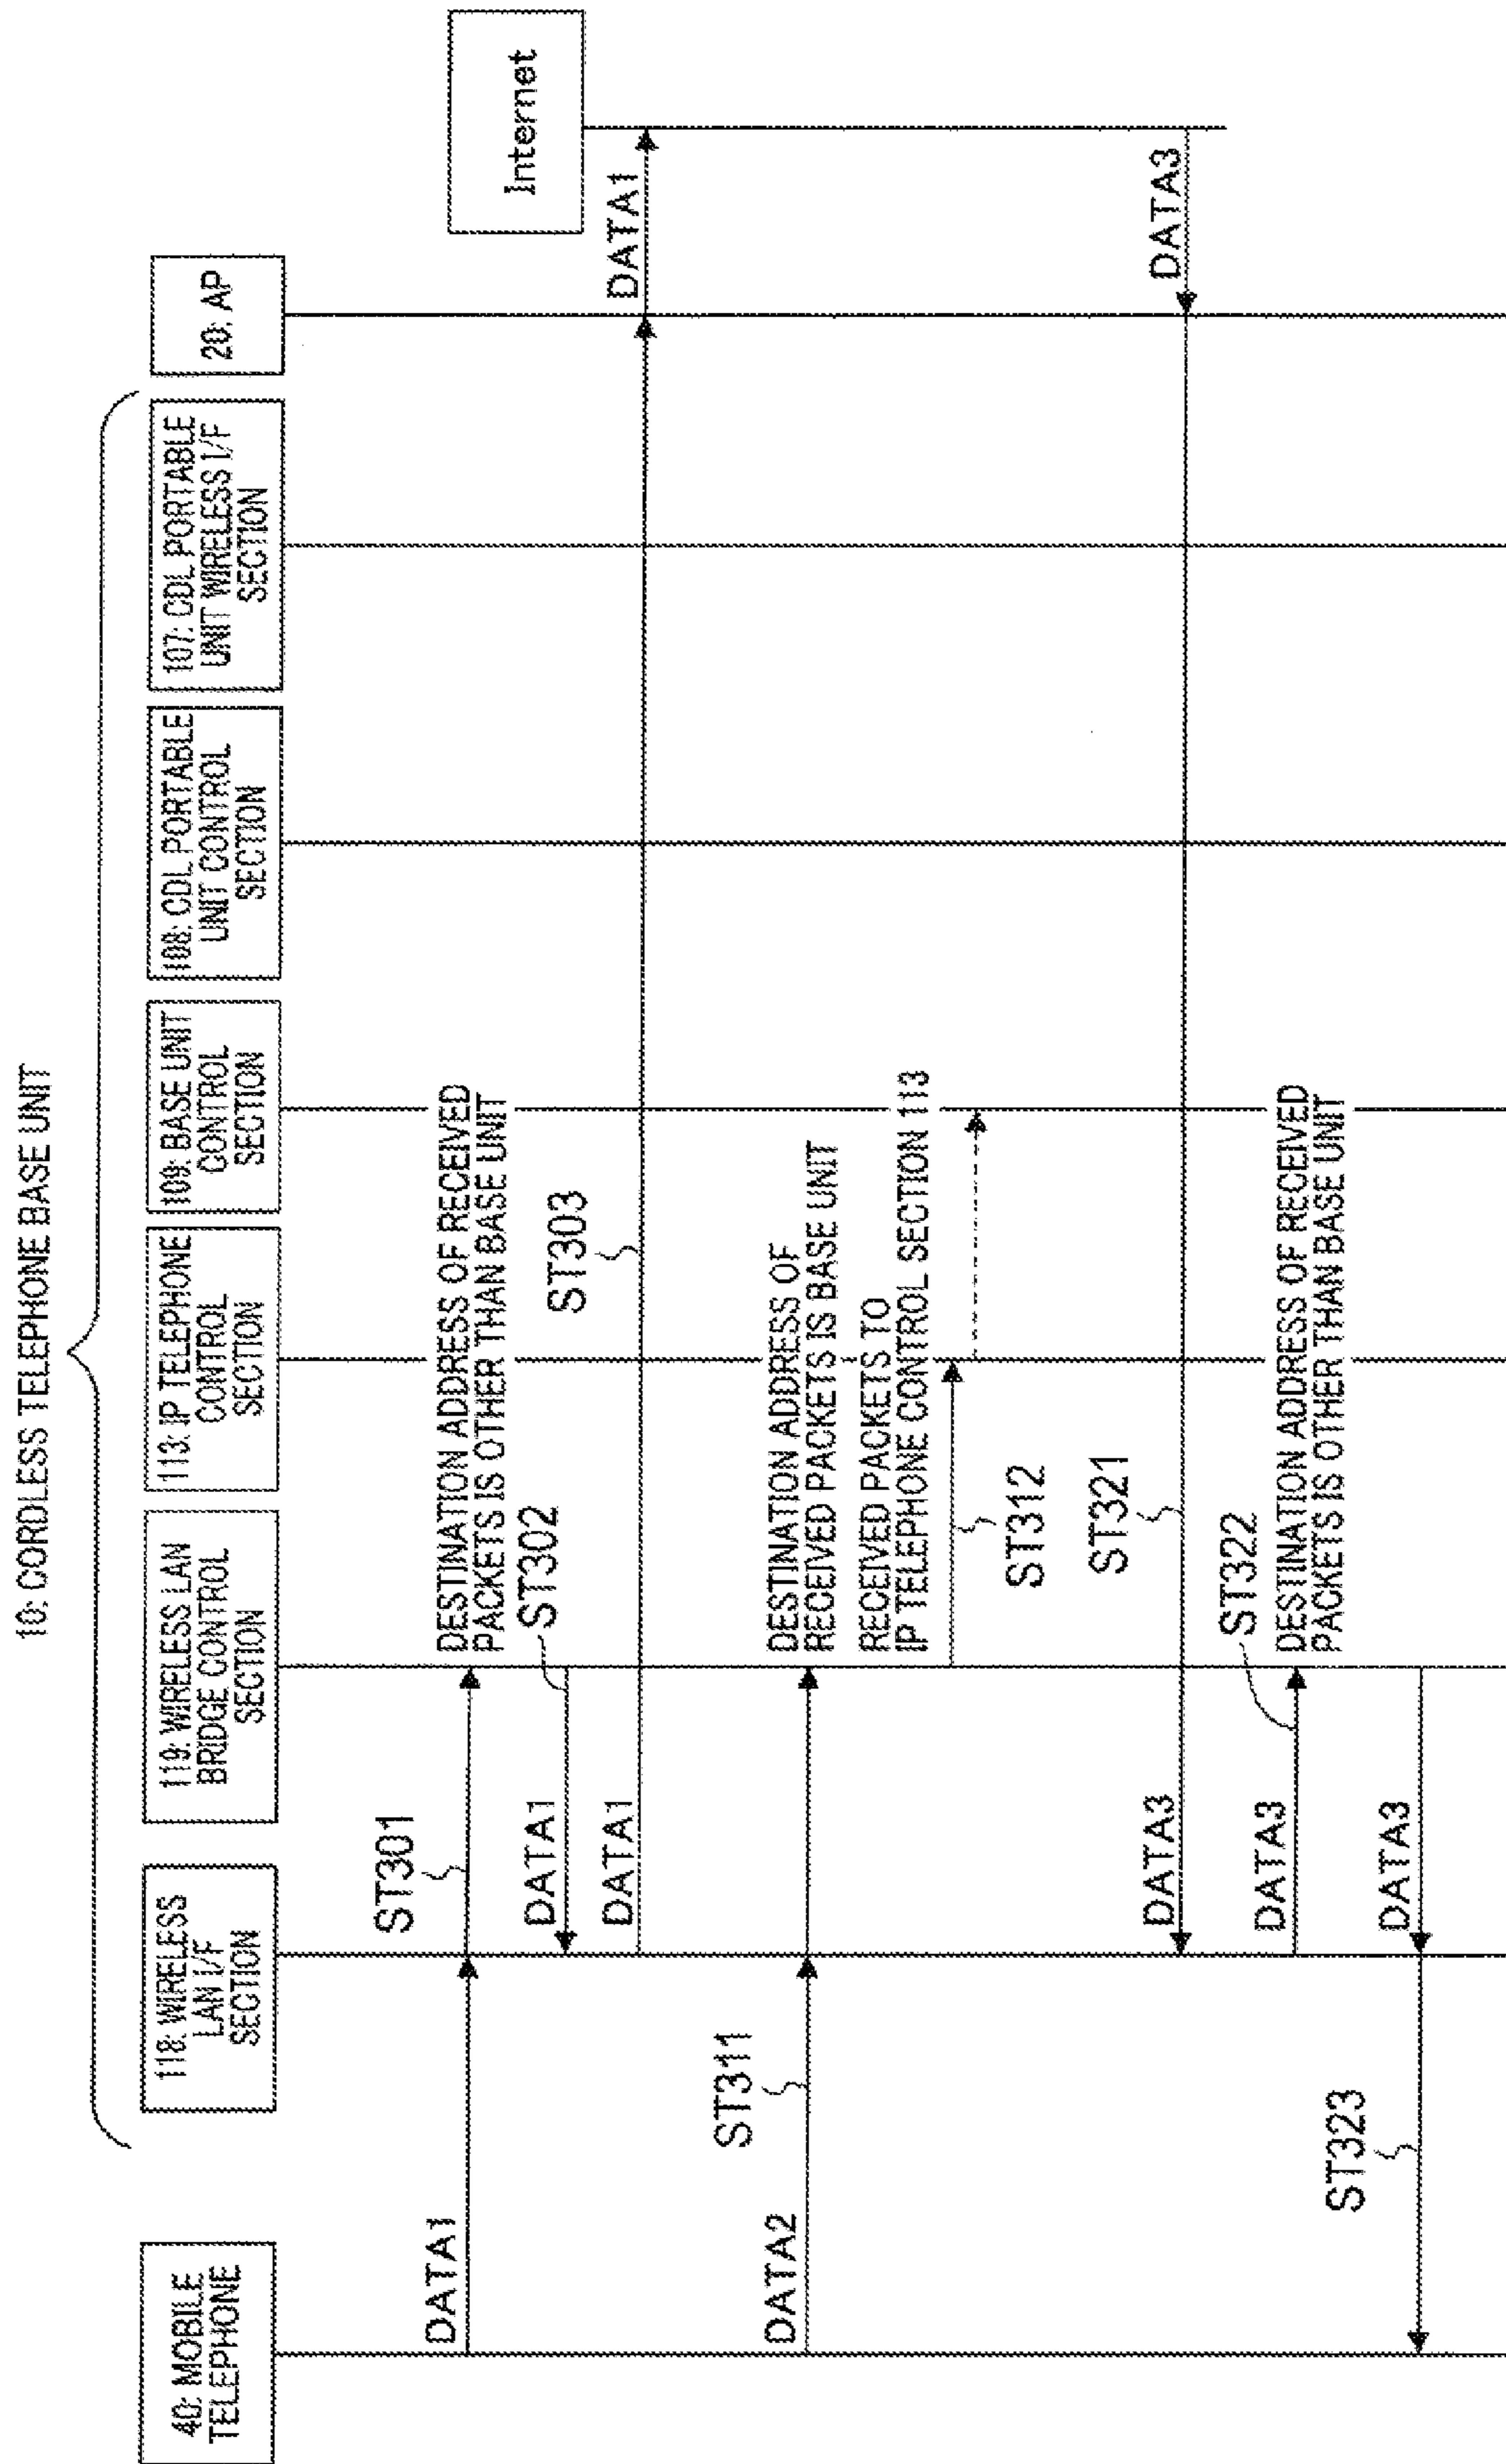 10: CORDLESS TELEPHONE BASE UNIT
40: MOBILE
TELEPHONE
118: WIRELESS
LAN I/F
SECTION
119: WIRELESS LAN
BRIDGE CONTROL
SECTION
113: IP TELEPHONE
CONTROL
SECTION
109: BASE UNIT
CONTROL
SECTION
108: CDL PORTABLE
UNIT CONTROL
SECTION
107: CDL PORTABLE
UNIT WIRELESS I/F
SECTION
20: AP
Internet
DATA1
ST301
DESTINATION ADDRESS OF RECEIVED
PACKETS IS OTHER THAN BASE UNIT
DATA1
ST302
DATA1
ST303
DATA1
DATA2
ST311
DESTINATION ADDRESS OF
RECEIVED PACKETS IS BASE UNIT
RECEIVED PACKETS TO
IP TELEPHONE CONTROL SECTION 113
ST312
DATA3
ST321
DATA3
DATA3
ST322
DESTINATION ADDRESS OF RECEIVED
PACKETS IS OTHER THAN BASE UNIT
DATA3
ST323